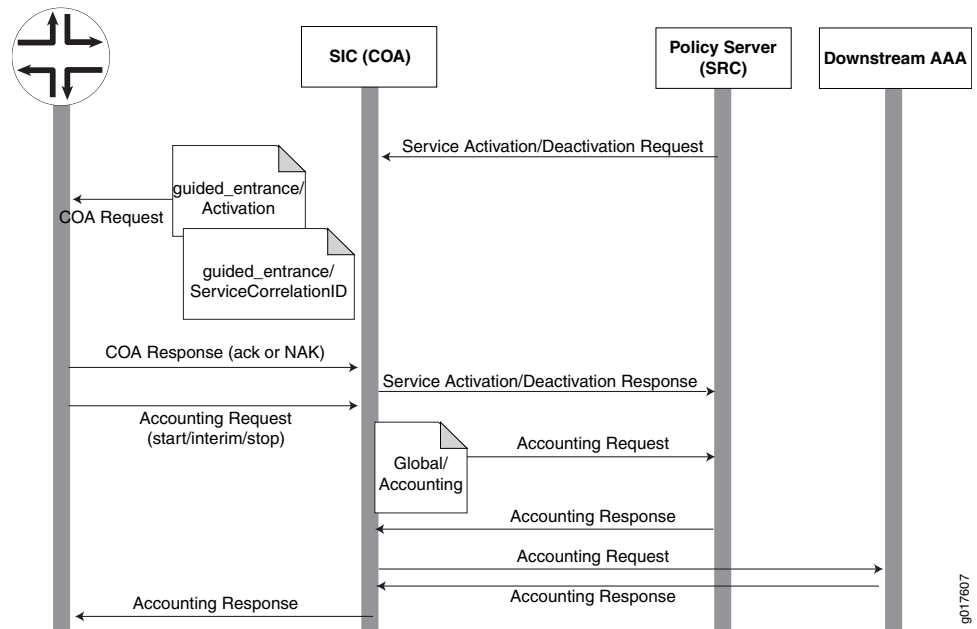 SIC (COA)
Policy Server
(SRC)
Downstream AAA
Service Activation/Deactivation Request
guided_entrance/
Activation
COA Request
guided_entrance/
ServiceCorrelationID
COA Response (ack or NAK)
Service Activation/Deactivation Response
Accounting Request
(start/interim/stop)
Accounting Request
Global/
Accounting
Accounting Response
Accounting Request
Accounting Response
Accounting Response
g017607